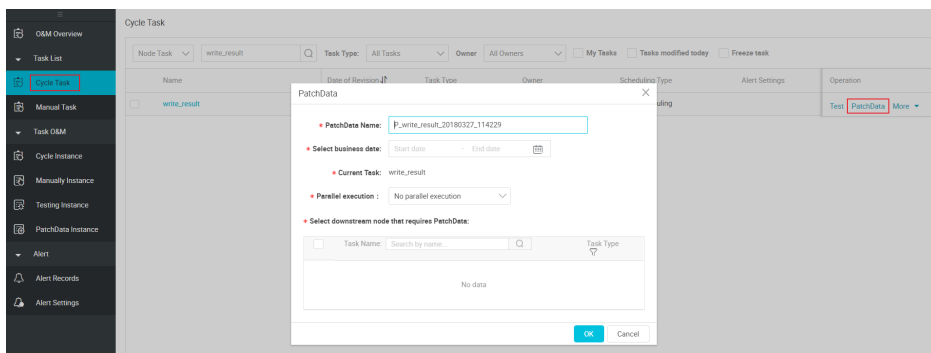 O&M Overview
Task List
Cycle Task
Manual Task
Task O&M
Cycle Instance
Manually Instance
Testing Instance
PatchData Instance
Alert
Alert Records
Alert Settings
Cycle Task
Node Task write_result Task Type: All Tasks Owner All Owners My Tasks Tasks modified today Freeze task
Name Date of Revision Task Type Owner Scheduling Type Alert Settings Operation
write_result uling Test PatchData More
PatchData
* PatchData Name: P_write_result_20180327_114229
* Select business date: Start date - End date
* Current Task: write_result
* Parallel execution : No parallel execution
* Select downstream node that requires PatchData:
Task Name: Search by name... Task Type
No data
OK Cancel